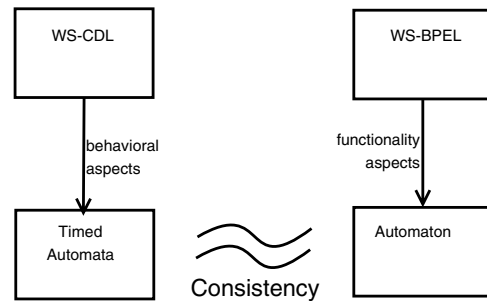 WS-CDL
WS-BPEL
behavioral
aspects
functionality
aspects
Timed
Automata
Automaton
Consistency